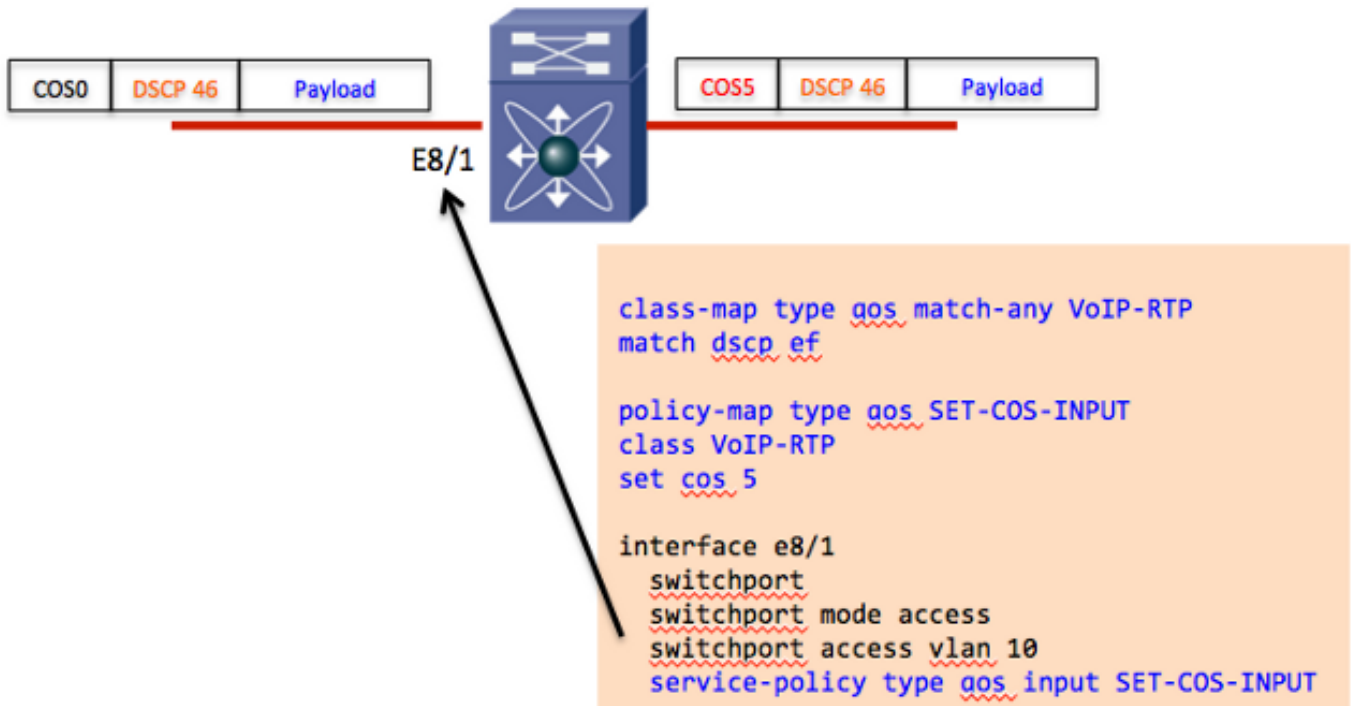 COS0 DSCP 46 Payload
COS5 DSCP 46 Payload
E8/1
class-map type qos match-any VoIP-RTP
match dscp ef
policy-map type qos SET-COS-INPUT
class VoIP-RTP
set cos 5
interface e8/1
switchport
switchport mode access
switchport access vlan 10
service-policy type qos input SET-COS-INPUT